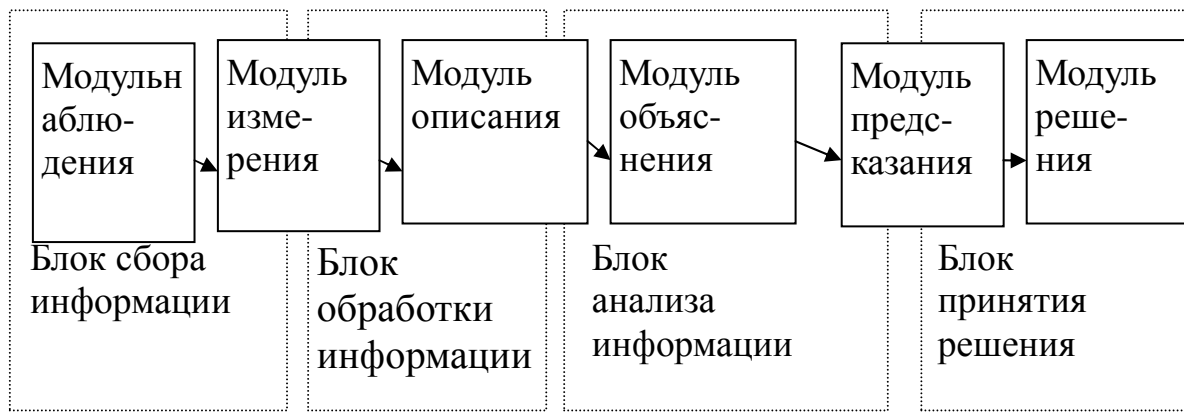 Модульн
аблю-
дения
Модуль
изме-
рения
Модуль
описания
Модуль
объяс-
нения
Модуль
предс-
казания
Модуль
реше-
ния
Блок сбора
информации
Блок
обработки
информации
Блок
анализа
информации
Блок
принятия
решения